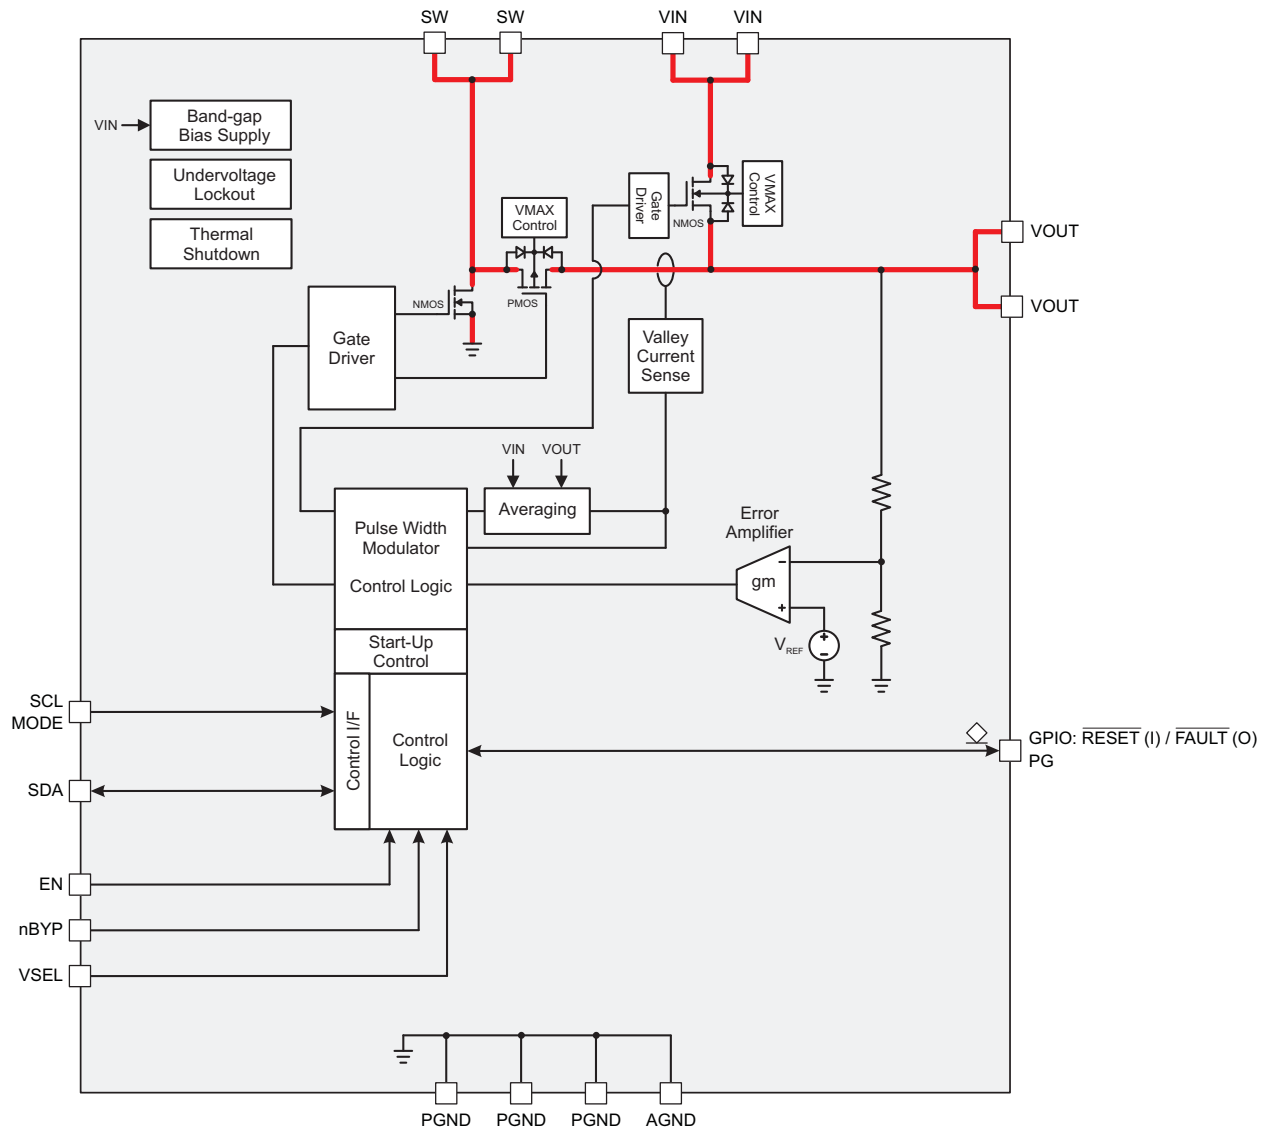 SW
SW
VIN
VIN
VIN
Band-gap
Bias Supply
Undervoltage
Lockout
Thermal
Shutdown
VMAX
Control
Gate
Driver
NMOS
VMAX
Control
VOUT
VOUT
NMOS
PMOS
Gate
Driver
Valley
Current
Sense
VIN
VOUT
Averaging
Pulse Width
Modulator
Control Logic
Error
Amplifier
gm
−
+
+
−
VREF
Start-Up
Control
Control I/F
Control
Logic
SCL
MODE
SDA
EN
nBYP
VSEL
GPIO: RESET (I) / FAULT (O)
PG
PGND
PGND
PGND
AGND